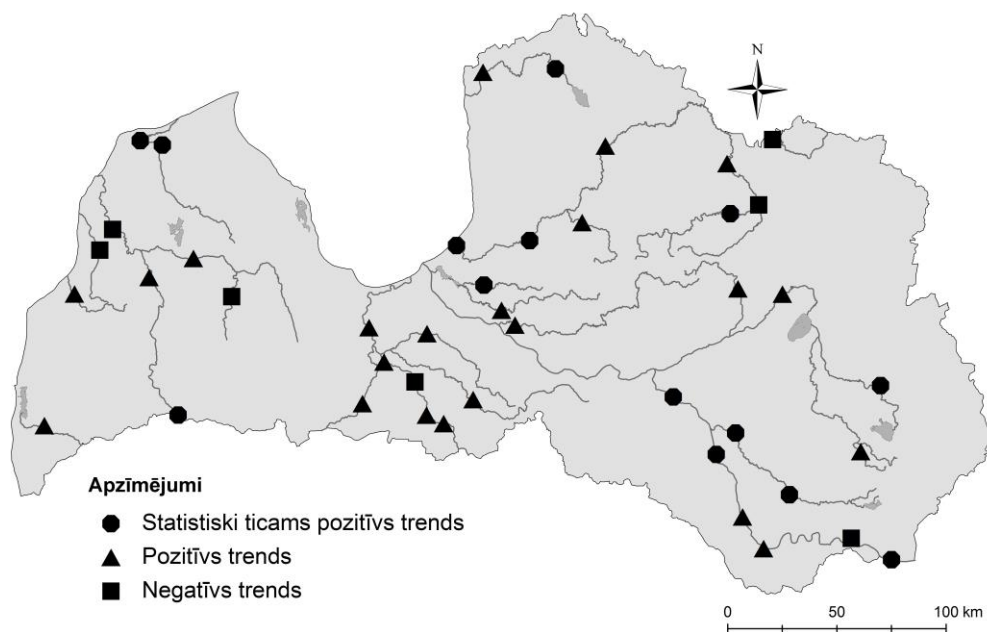 N
Apzīmējumi
Statistiski ticams pozitīvs trends
Pozitīvs trends
Negatīvs trends
0 50 100 km